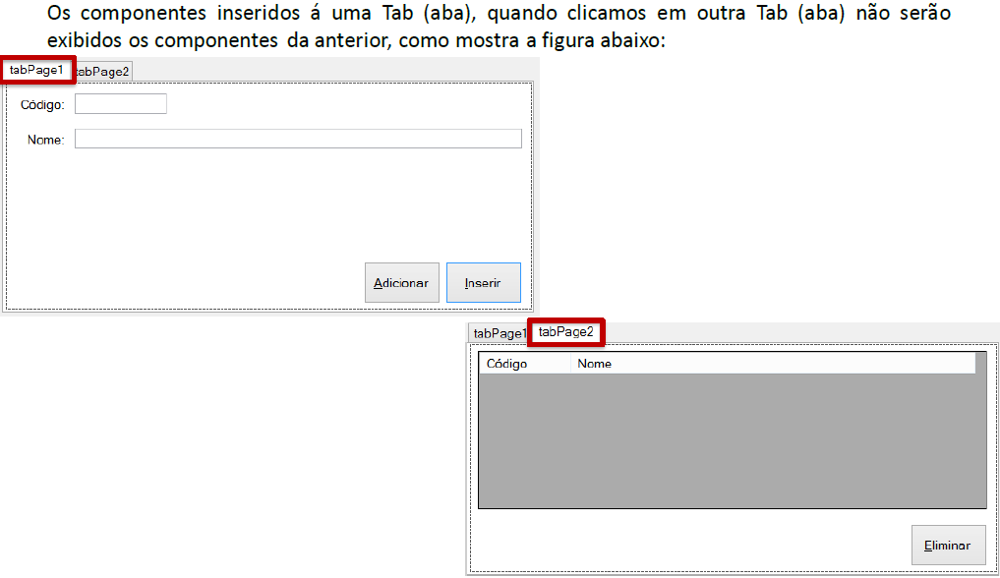 Os componentes inseridos á uma Tab (aba), quando clicamos em outra Tab (aba) não serão
exibidos os componentes da anterior, como mostra a figura abaixo:
tabPage1 tabPage2
Código:
Nome:
Adicionar Inserir
tabPage1 tabPage2
Código Nome
Eliminar